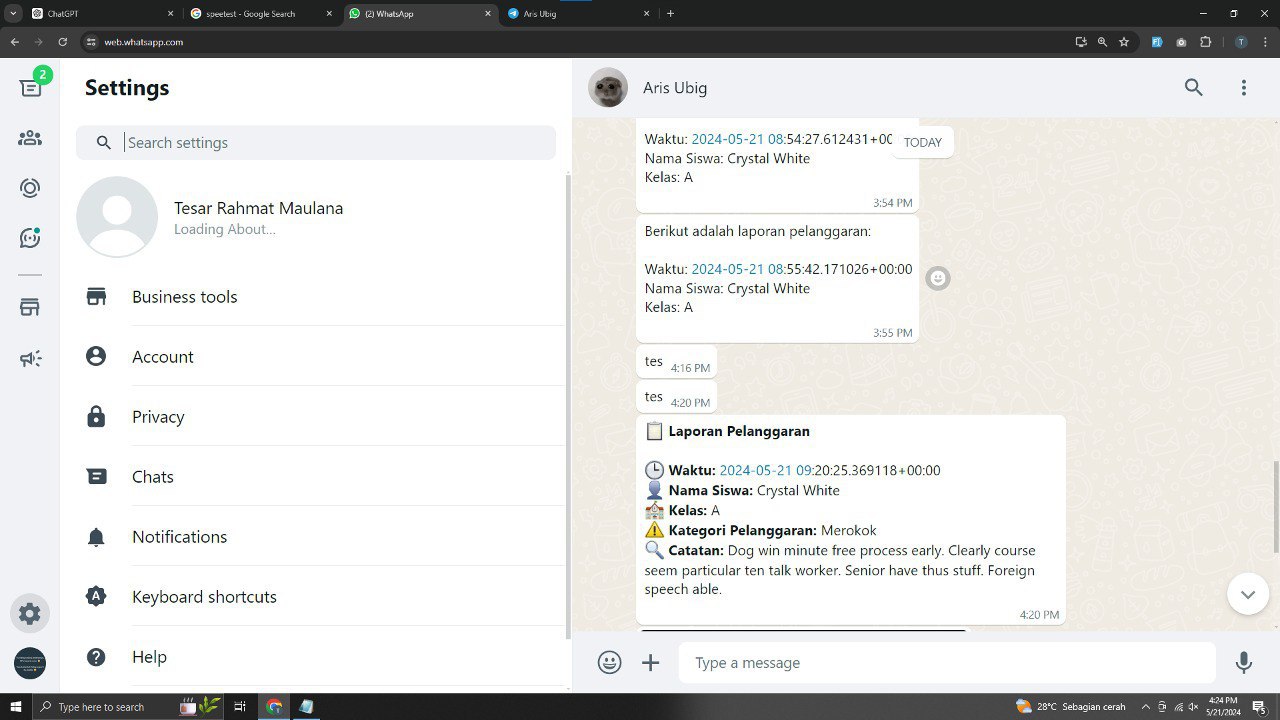 ChatGPT
speetest - Google Search
(2) WhatsApp
Aris Ubig
web.whatsapp.com
T
2
Settings
Search settings
Tesar Rahmat Maulana
Loading About...
Business tools
Account
Privacy
Chats
Notifications
Keyboard shortcuts
Help
Aris Ubig
TODAY
Waktu: 2024-05-21 08:54:27.612431+00
Nama Siswa: Crystal White
Kelas: A
3:54 PM
Berikut adalah laporan pelanggaran:
Waktu: 2024-05-21 08:55:42.171026+00:00
Nama Siswa: Crystal White
Kelas: A
3:55 PM
tes 4:16 PM
tes 4:20 PM
📋 Laporan Pelanggaran
🕒 Waktu: 2024-05-21 09:20:25.369118+00:00
👤 Nama Siswa: Crystal White
🏫 Kelas: A
⚠️ Kategori Pelanggaran: Merokok
🔍 Catatan: Dog win minute free process early. Clearly course
seem particular ten talk worker. Senior have thus stuff. Foreign
speech able.
4:20 PM
Type a message
Type here to search
28°C Sebagian cerah
4:24 PM
5/21/2024